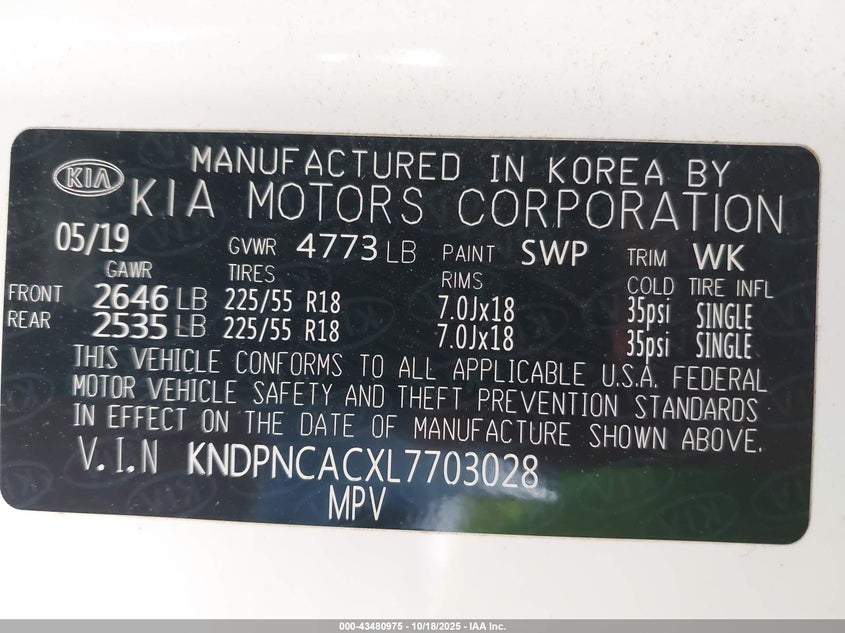 KIA MANUFACTURED IN KOREA BY
KIA MOTORS CORPORATION
05/19 GVWR 4773 LB PAINT SWP TRIM WK
GAWR TIRES RIMS COLD TIRE INFL
FRONT 2646 LB 225/55 R18 7.0Jx18 35psi SINGLE
REAR 2535 LB 225/55 R18 7.0Jx18 35psi SINGLE
THIS VEHICLE CONFORMS TO ALL APPLICABLE U.S.A. FEDERAL
MOTOR VEHICLE SAFETY AND THEFT PREVENTION STANDARDS
IN EFFECT ON THE DATE OF MANUFACTURE SHOWN ABOVE.
V.I.N KNDPNCACXL7703028
MPV
000-43480975 - 10/18/2025 - IAA Inc.